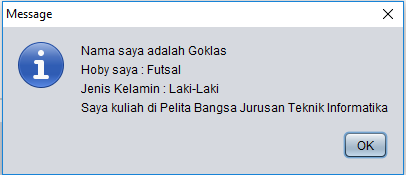 Message
Nama saya adalah Goklas
Hoby saya : Futsal
Jenis Kelamin : Laki-Laki
Saya kuliah di Pelita Bangsa Jurusan Teknik Informatika
OK